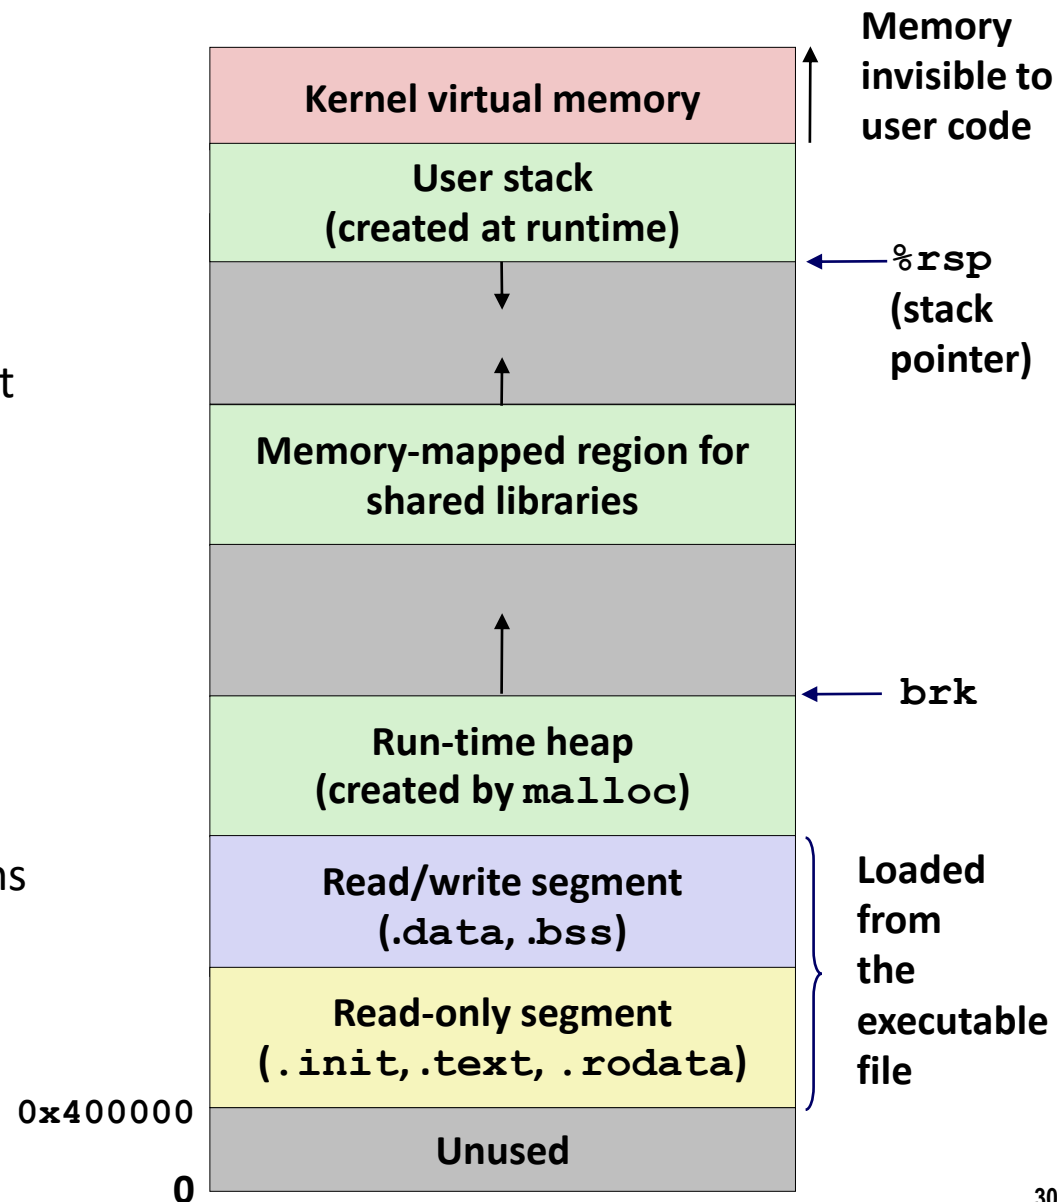 Memory
invisible to
user code
Kernel virtual memory
User stack
(created at runtime)
%rsp
(stack
pointer)
t
Memory-mapped region for
shared libraries
brk
Run-time heap
(created by malloc)
ns
Read/write segment
(.data, .bss)
Loaded
from
the
executable
file
Read-only segment
(.init, .text, .rodata)
0x400000
Unused
0
30